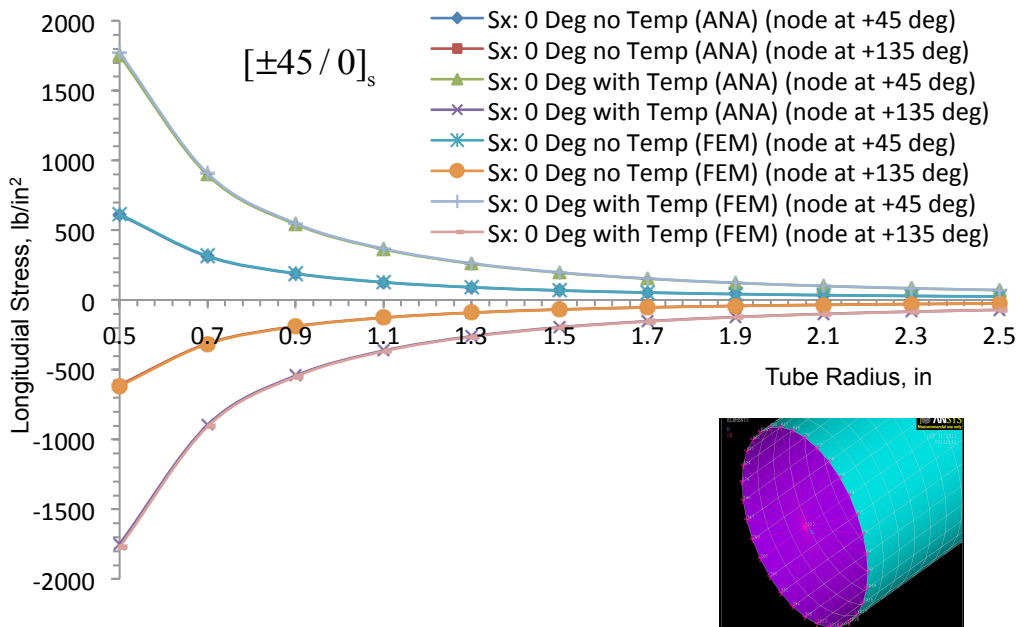 2000
1500
1000
500
0
-500
-1000
-1500
-2000
Longitudial Stress, lb/in²
[±45 / 0]s
Sx: 0 Deg no Temp (ANA) (node at +45 deg)
Sx: 0 Deg no Temp (ANA) (node at +135 deg)
Sx: 0 Deg with Temp (ANA) (node at +45 deg)
Sx: 0 Deg with Temp (ANA) (node at +135 deg)
Sx: 0 Deg no Temp (FEM) (node at +45 deg)
Sx: 0 Deg no Temp (FEM) (node at +135 deg)
Sx: 0 Deg with Temp (FEM) (node at +45 deg)
Sx: 0 Deg with Temp (FEM) (node at +135 deg)
0.5 0.7 0.9 1.1 1.3 1.5 1.7 1.9 2.1 2.3 2.5
Tube Radius, in
ELEMENTS
ANSYS
Noncommercial use only